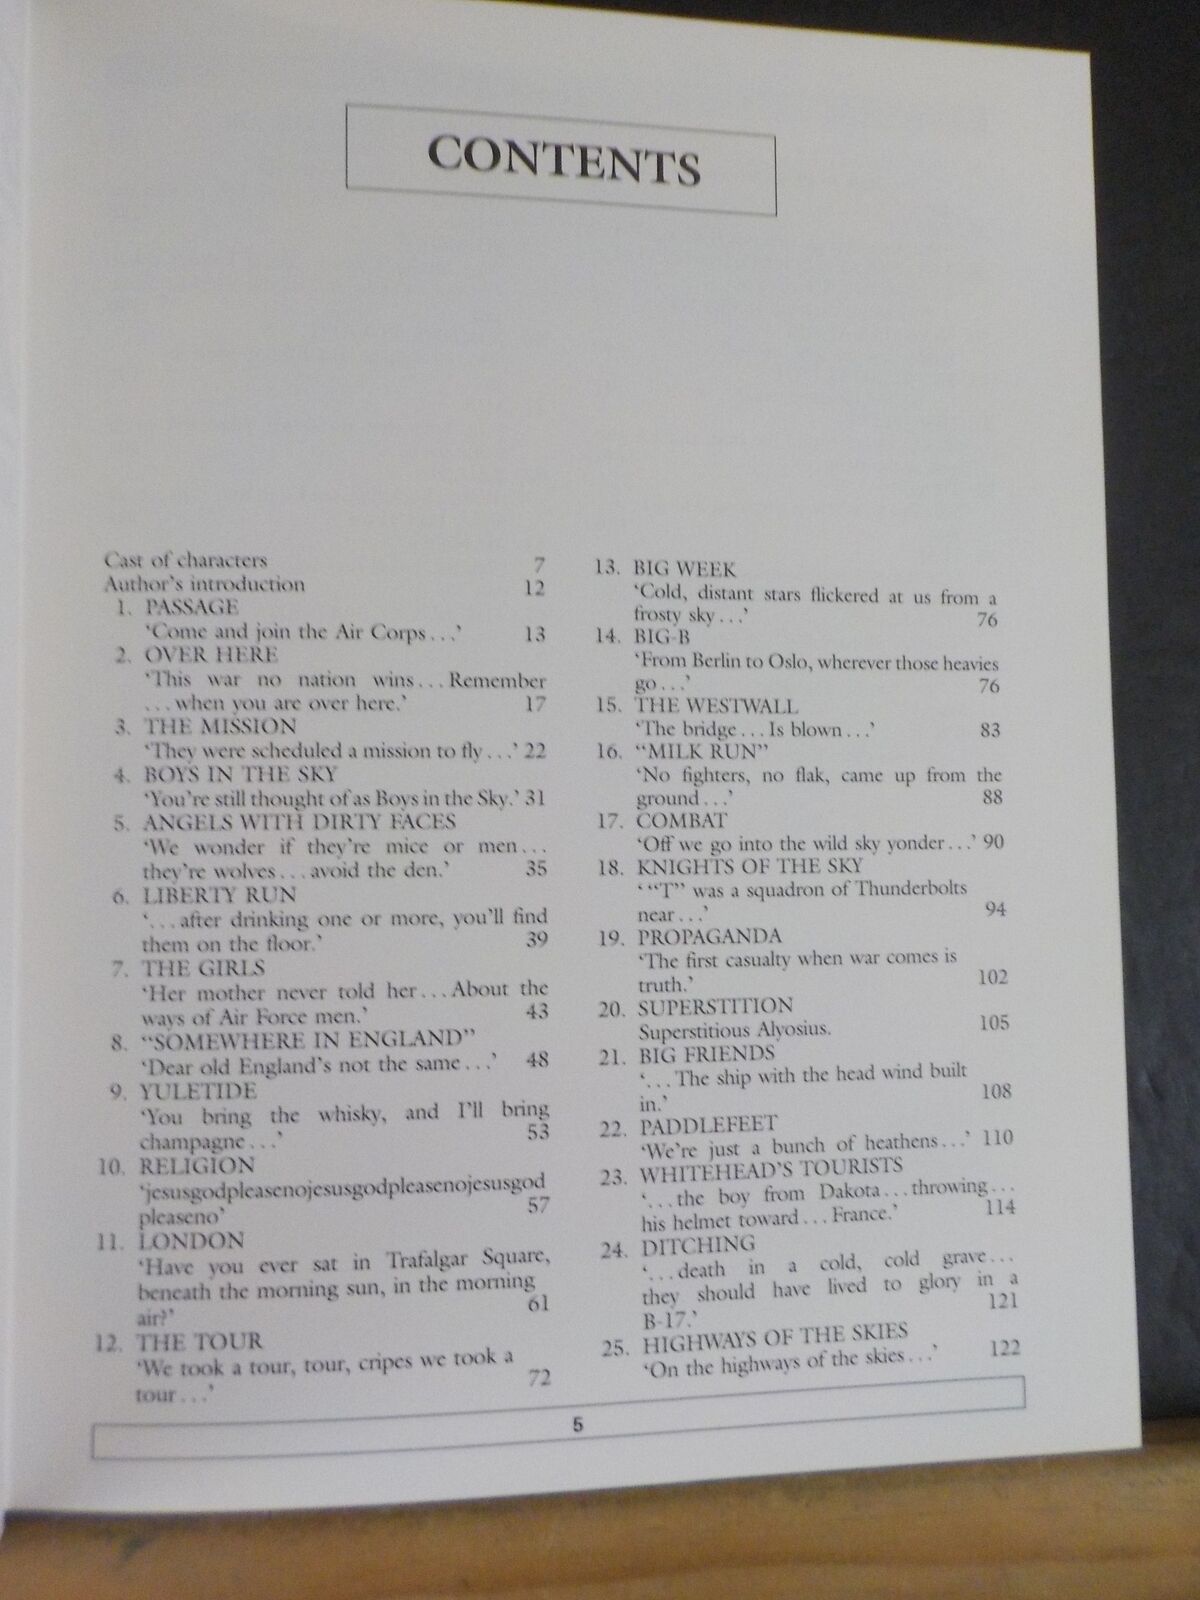 CONTENTS
Cast of characters 7
Author's introduction 12
1. PASSAGE
'Come and join the Air Corps...' 13
2. OVER HERE
'This war no nation wins...Remember
...when you are over here.' 17
3. THE MISSION
'They were scheduled a mission to fly...' 22
4. BOYS IN THE SKY
'You're still thought of as Boys in the Sky.' 31
5. ANGELS WITH DIRTY FACES
'We wonder if they're mice or men...
they're wolves...avoid the den.' 35
6. LIBERTY RUN
'...after drinking one or more, you'll find
them on the floor.' 39
7. THE GIRLS
'Her mother never told her...About the
ways of Air Force men.' 43
8. "SOMEWHERE IN ENGLAND"
'Dear old England's not the same...' 48
9. YULETIDE
'You bring the whisky, and I'll bring
champagne...' 53
10. RELIGION
'jesusgodpleasenojesusgodpleasenojesusgod
pleaseno' 57
11. LONDON
'Have you ever sat in Trafalgar Square,
beneath the morning sun, in the morning
air?' 61
12. THE TOUR
'We took a tour, tour, cripes we took a
tour...' 72
13. BIG WEEK
'Cold, distant stars flickered at us from a
frosty sky...' 76
14. BIG-B
'From Berlin to Oslo, wherever those heavies
go...' 76
15. THE WESTWALL
'The bridge...Is blown...' 83
16. "MILK RUN"
'No fighters, no flak, came up from the
ground...' 88
17. COMBAT
'Off we go into the wild sky yonder...' 90
18. KNIGHTS OF THE SKY
' "T" was a squadron of Thunderbolts
near...' 94
19. PROPAGANDA
'The first casualty when war comes is
truth.' 102
20. SUPERSTITION
Superstitious Alyosius. 105
21. BIG FRIENDS
'...The ship with the head wind built
in.' 108
22. PADDLEFEET
'We're just a bunch of heathens...' 110
23. WHITEHEAD'S TOURISTS
'...the boy from Dakota...throwing...
his helmet toward...France.' 114
24. DITCHING
'...death in a cold, cold grave...
they should have lived to glory in a
B-17.' 121
25. HIGHWAYS OF THE SKIES
'On the highways of the skies...' 122
5